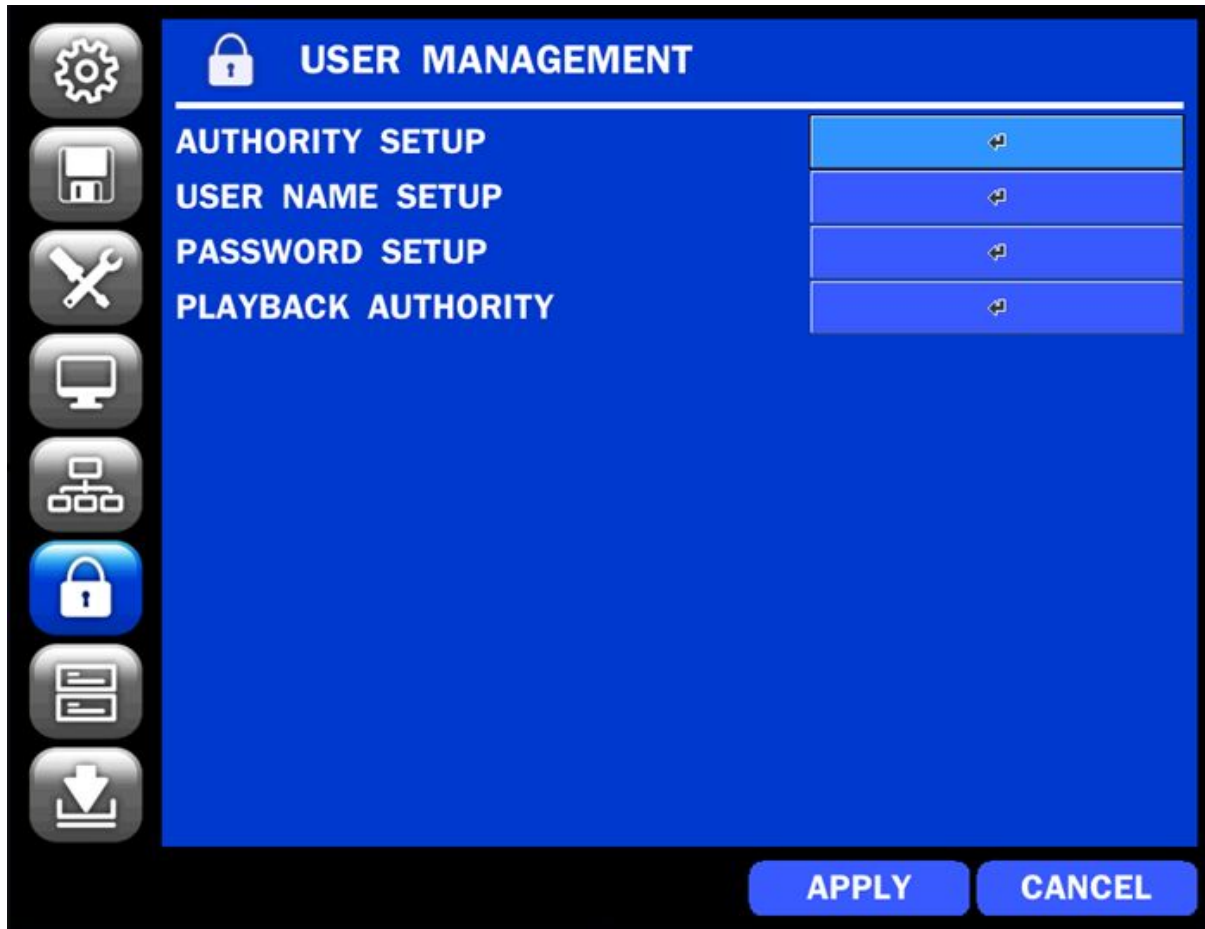 USER MANAGEMENT
AUTHORITY SETUP
USER NAME SETUP
PASSWORD SETUP
PLAYBACK AUTHORITY
APPLY CANCEL